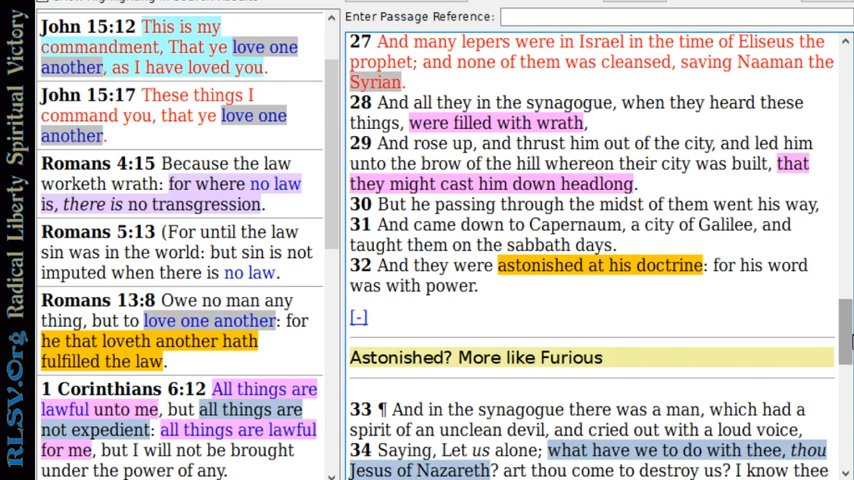 RLSV.Org Radical Liberty Spiritual Victory
John 15:12 This is my
commandment, That ye love one
another, as I have loved you.
John 15:17 These things I
command you, that ye love one
another.
Romans 4:15 Because the law
worketh wrath: for where no law
is, there is no transgression.
Romans 5:13 (For until the law
sin was in the world: but sin is not
imputed when there is no law.
Romans 13:8 Owe no man any
thing, but to love one another: for
he that loveth another hath
fulfilled the law.
1 Corinthians 6:12 All things are
lawful unto me, but all things are
not expedient: all things are lawful
for me, but I will not be brought
under the power of any.
Enter Passage Reference:
27 And many lepers were in Israel in the time of Eliseus the
prophet; and none of them was cleansed, saving Naaman the
Syrian.
28 And all they in the synagogue, when they heard these
things, were filled with wrath,
29 And rose up, and thrust him out of the city, and led him
unto the brow of the hill whereon their city was built, that
they might cast him down headlong.
30 But he passing through the midst of them went his way,
31 And came down to Capernaum, a city of Galilee, and
taught them on the sabbath days.
32 And they were astonished at his doctrine: for his word
was with power.
[-]
Astonished? More like Furious
33 ¶ And in the synagogue there was a man, which had a
spirit of an unclean devil, and cried out with a loud voice,
34 Saying, Let us alone; what have we to do with thee, thou
Jesus of Nazareth? art thou come to destroy us? I know thee